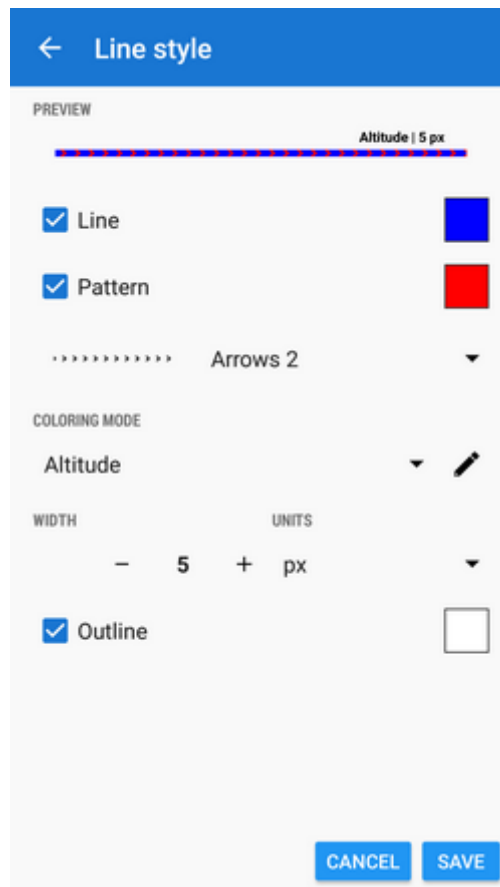 Line style
PREVIEW
Altitude | 5 px
Line
Pattern
Arrows 2
COLORING MODE
Altitude
WIDTH UNITS
− 5 + px
Outline
CANCEL SAVE